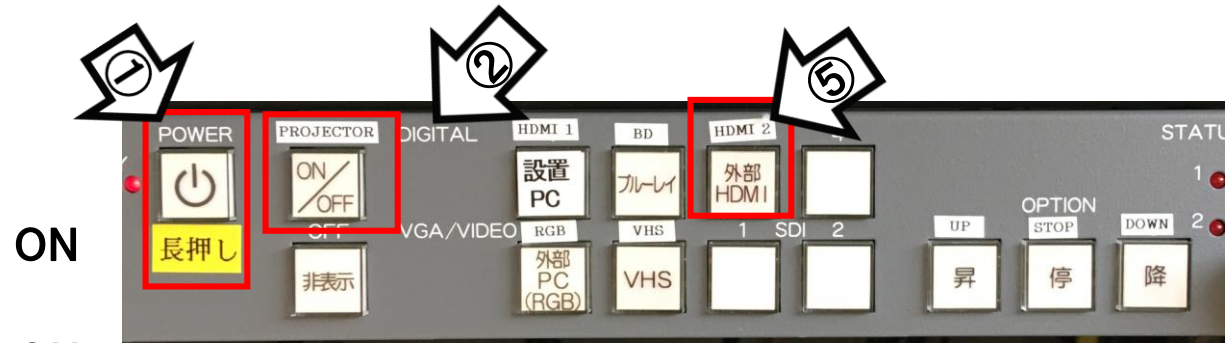 ①
②
⑤
POWER
PROJECTOR
DIGITAL
HDMI 1
BD
HDMI 2
STATU
ON/OFF
設置
PC
ブルーレイ
外部
HDMI
1
ON
長押し
OFF
VGA/VIDEO
RGB
VHS
1 SDI 2
OPTION
UP
STOP
DOWN
2
非表示
外部
PC
(RGB)
VHS
昇
停
降